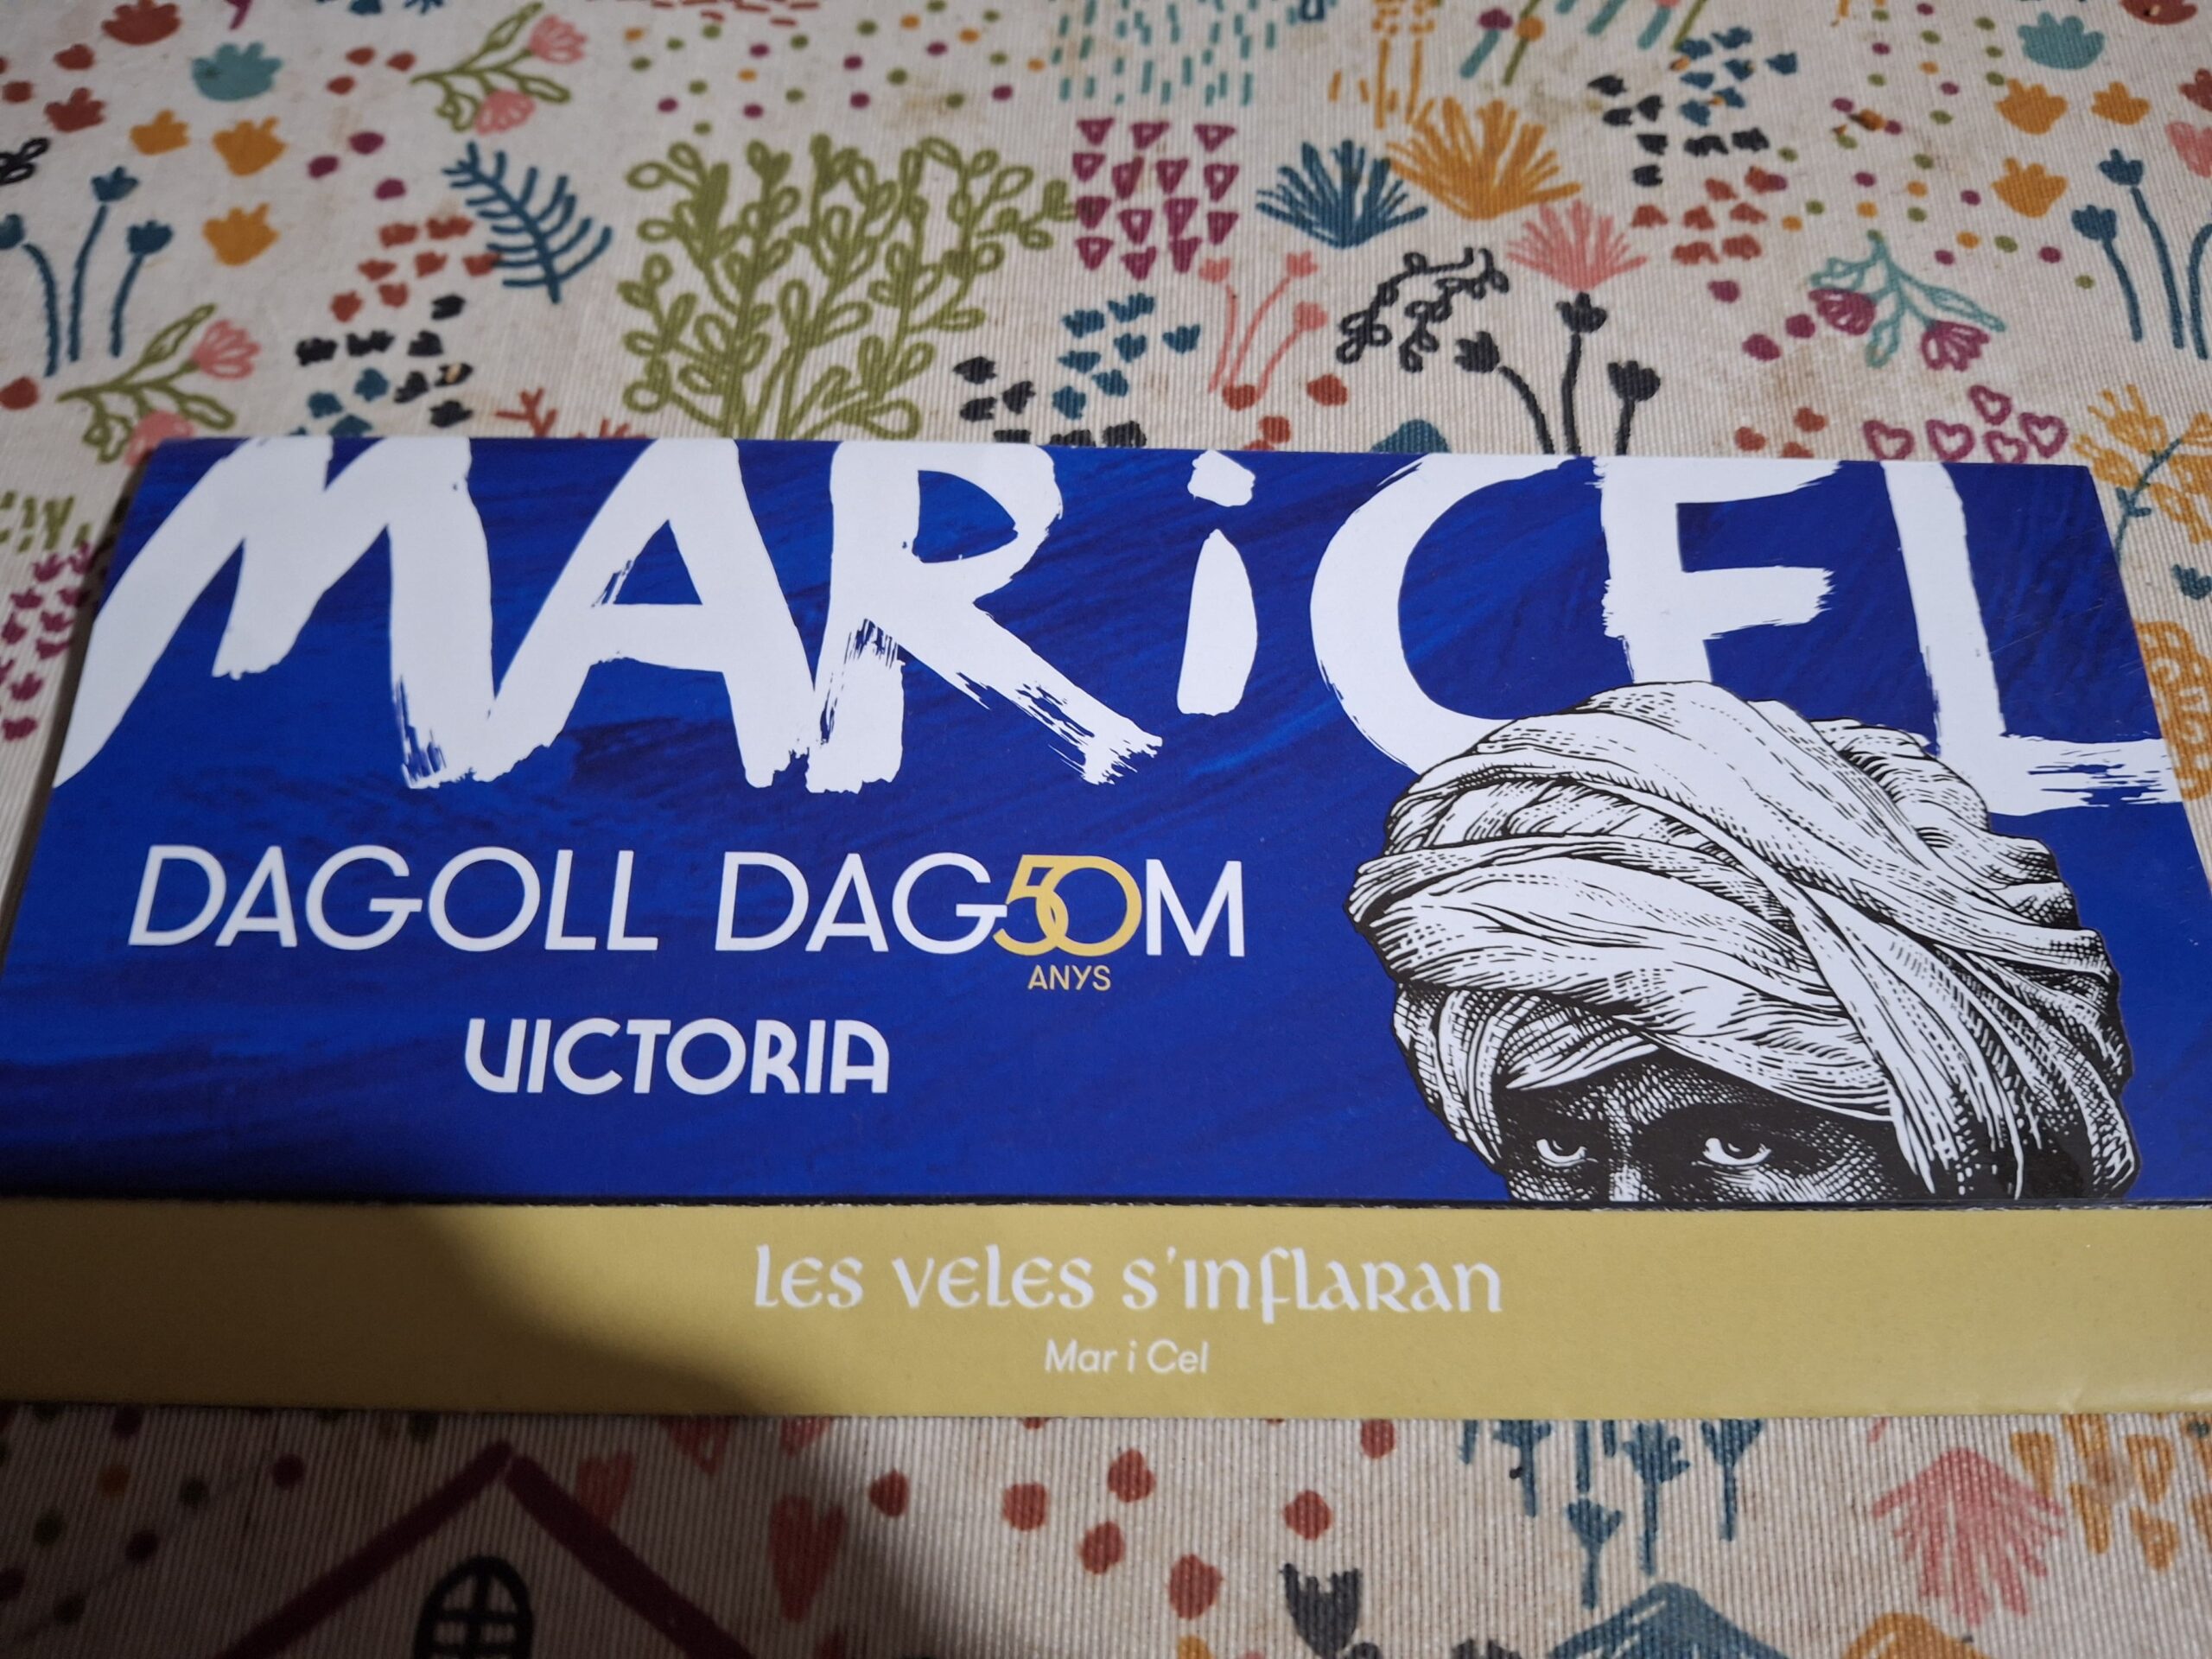 MAR i CEL
DAGOLL DAG50M
ANYS
VICTORIA
Les veles s'inflaran
Mar i Cel